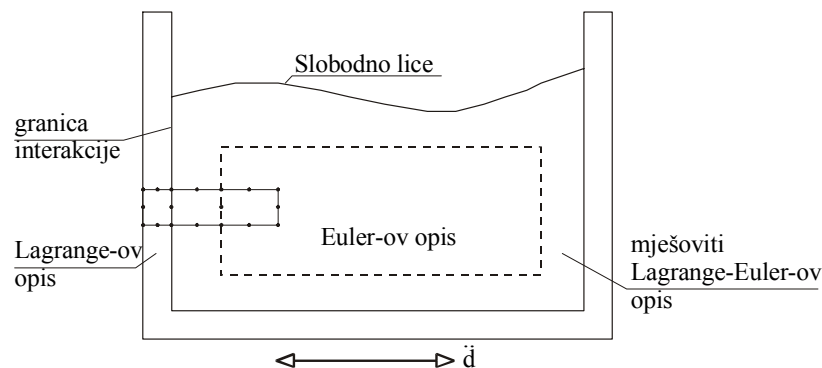 Slobodno lice
granica
interakcije
Euler-ov opis
Lagrange-ov
opis
mješoviti
Lagrange-Euler-ov
opis
d̈